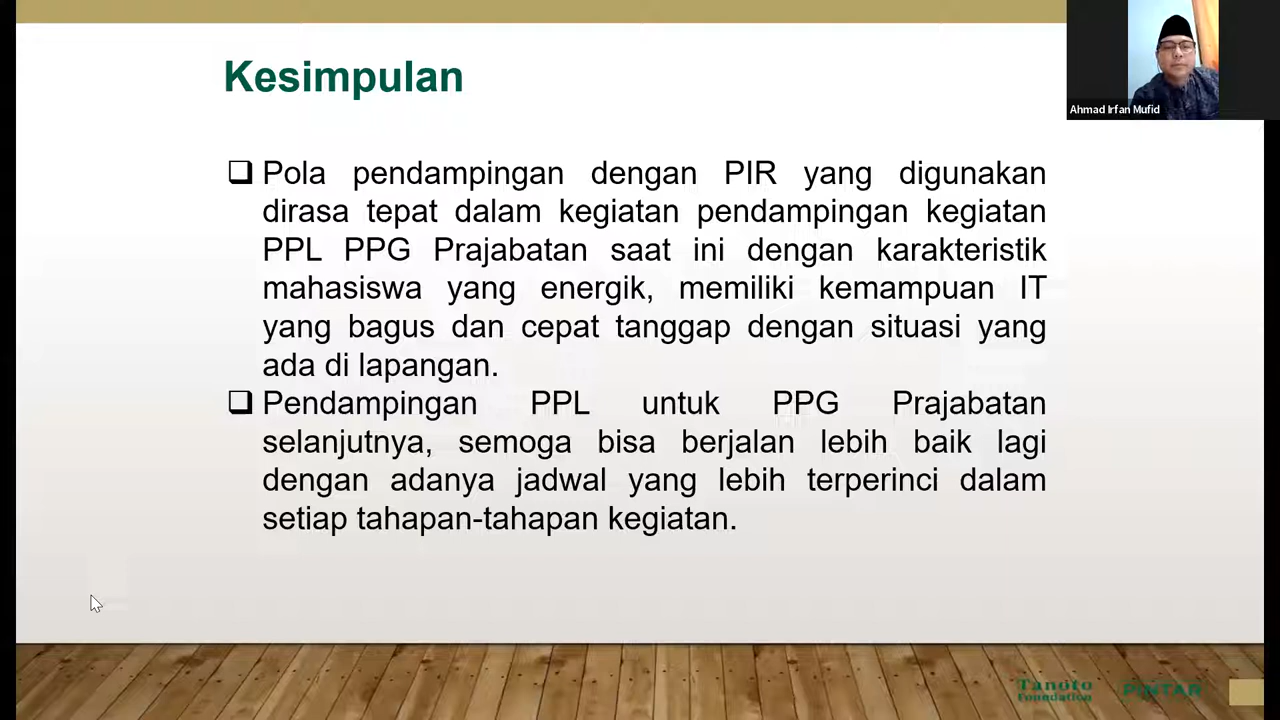 Kesimpulan
Ahmad Irfan Mufid
Pola pendampingan dengan PIR yang digunakan
dirasa tepat dalam kegiatan pendampingan kegiatan
PPL PPG Prajabatan saat ini dengan karakteristik
mahasiswa yang energik, memiliki kemampuan IT
yang bagus dan cepat tanggap dengan situasi yang
ada di lapangan.
Pendampingan PPL untuk PPG Prajabatan
selanjutnya, semoga bisa berjalan lebih baik lagi
dengan adanya jadwal yang lebih terperinci dalam
setiap tahapan-tahapan kegiatan.
Tanoto
Foundation
PINTAR